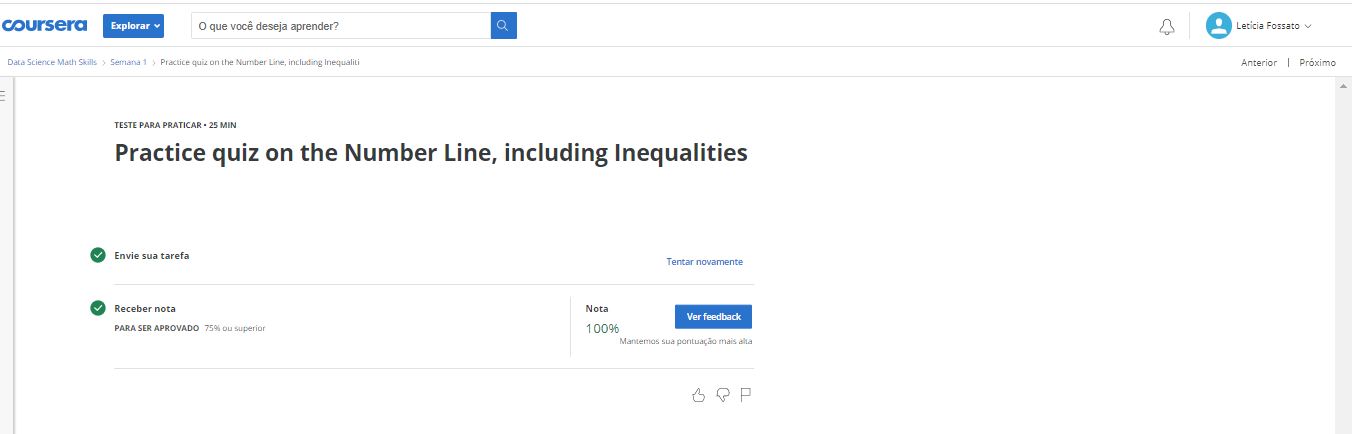 coursera Explorar O que você deseja aprender? Letícia Fossato
Data Science Math Skills > Semana 1 > Practice quiz on the Number Line, including Inequaliti Anterior | Próximo
TESTE PARA PRATICAR • 25 MIN
Practice quiz on the Number Line, including Inequalities
Envie sua tarefa
Tentar novamente
Receber nota
PARA SER APROVADO 75% ou superior
Nota
100%
Ver feedback
Mantemos sua pontuação mais alta